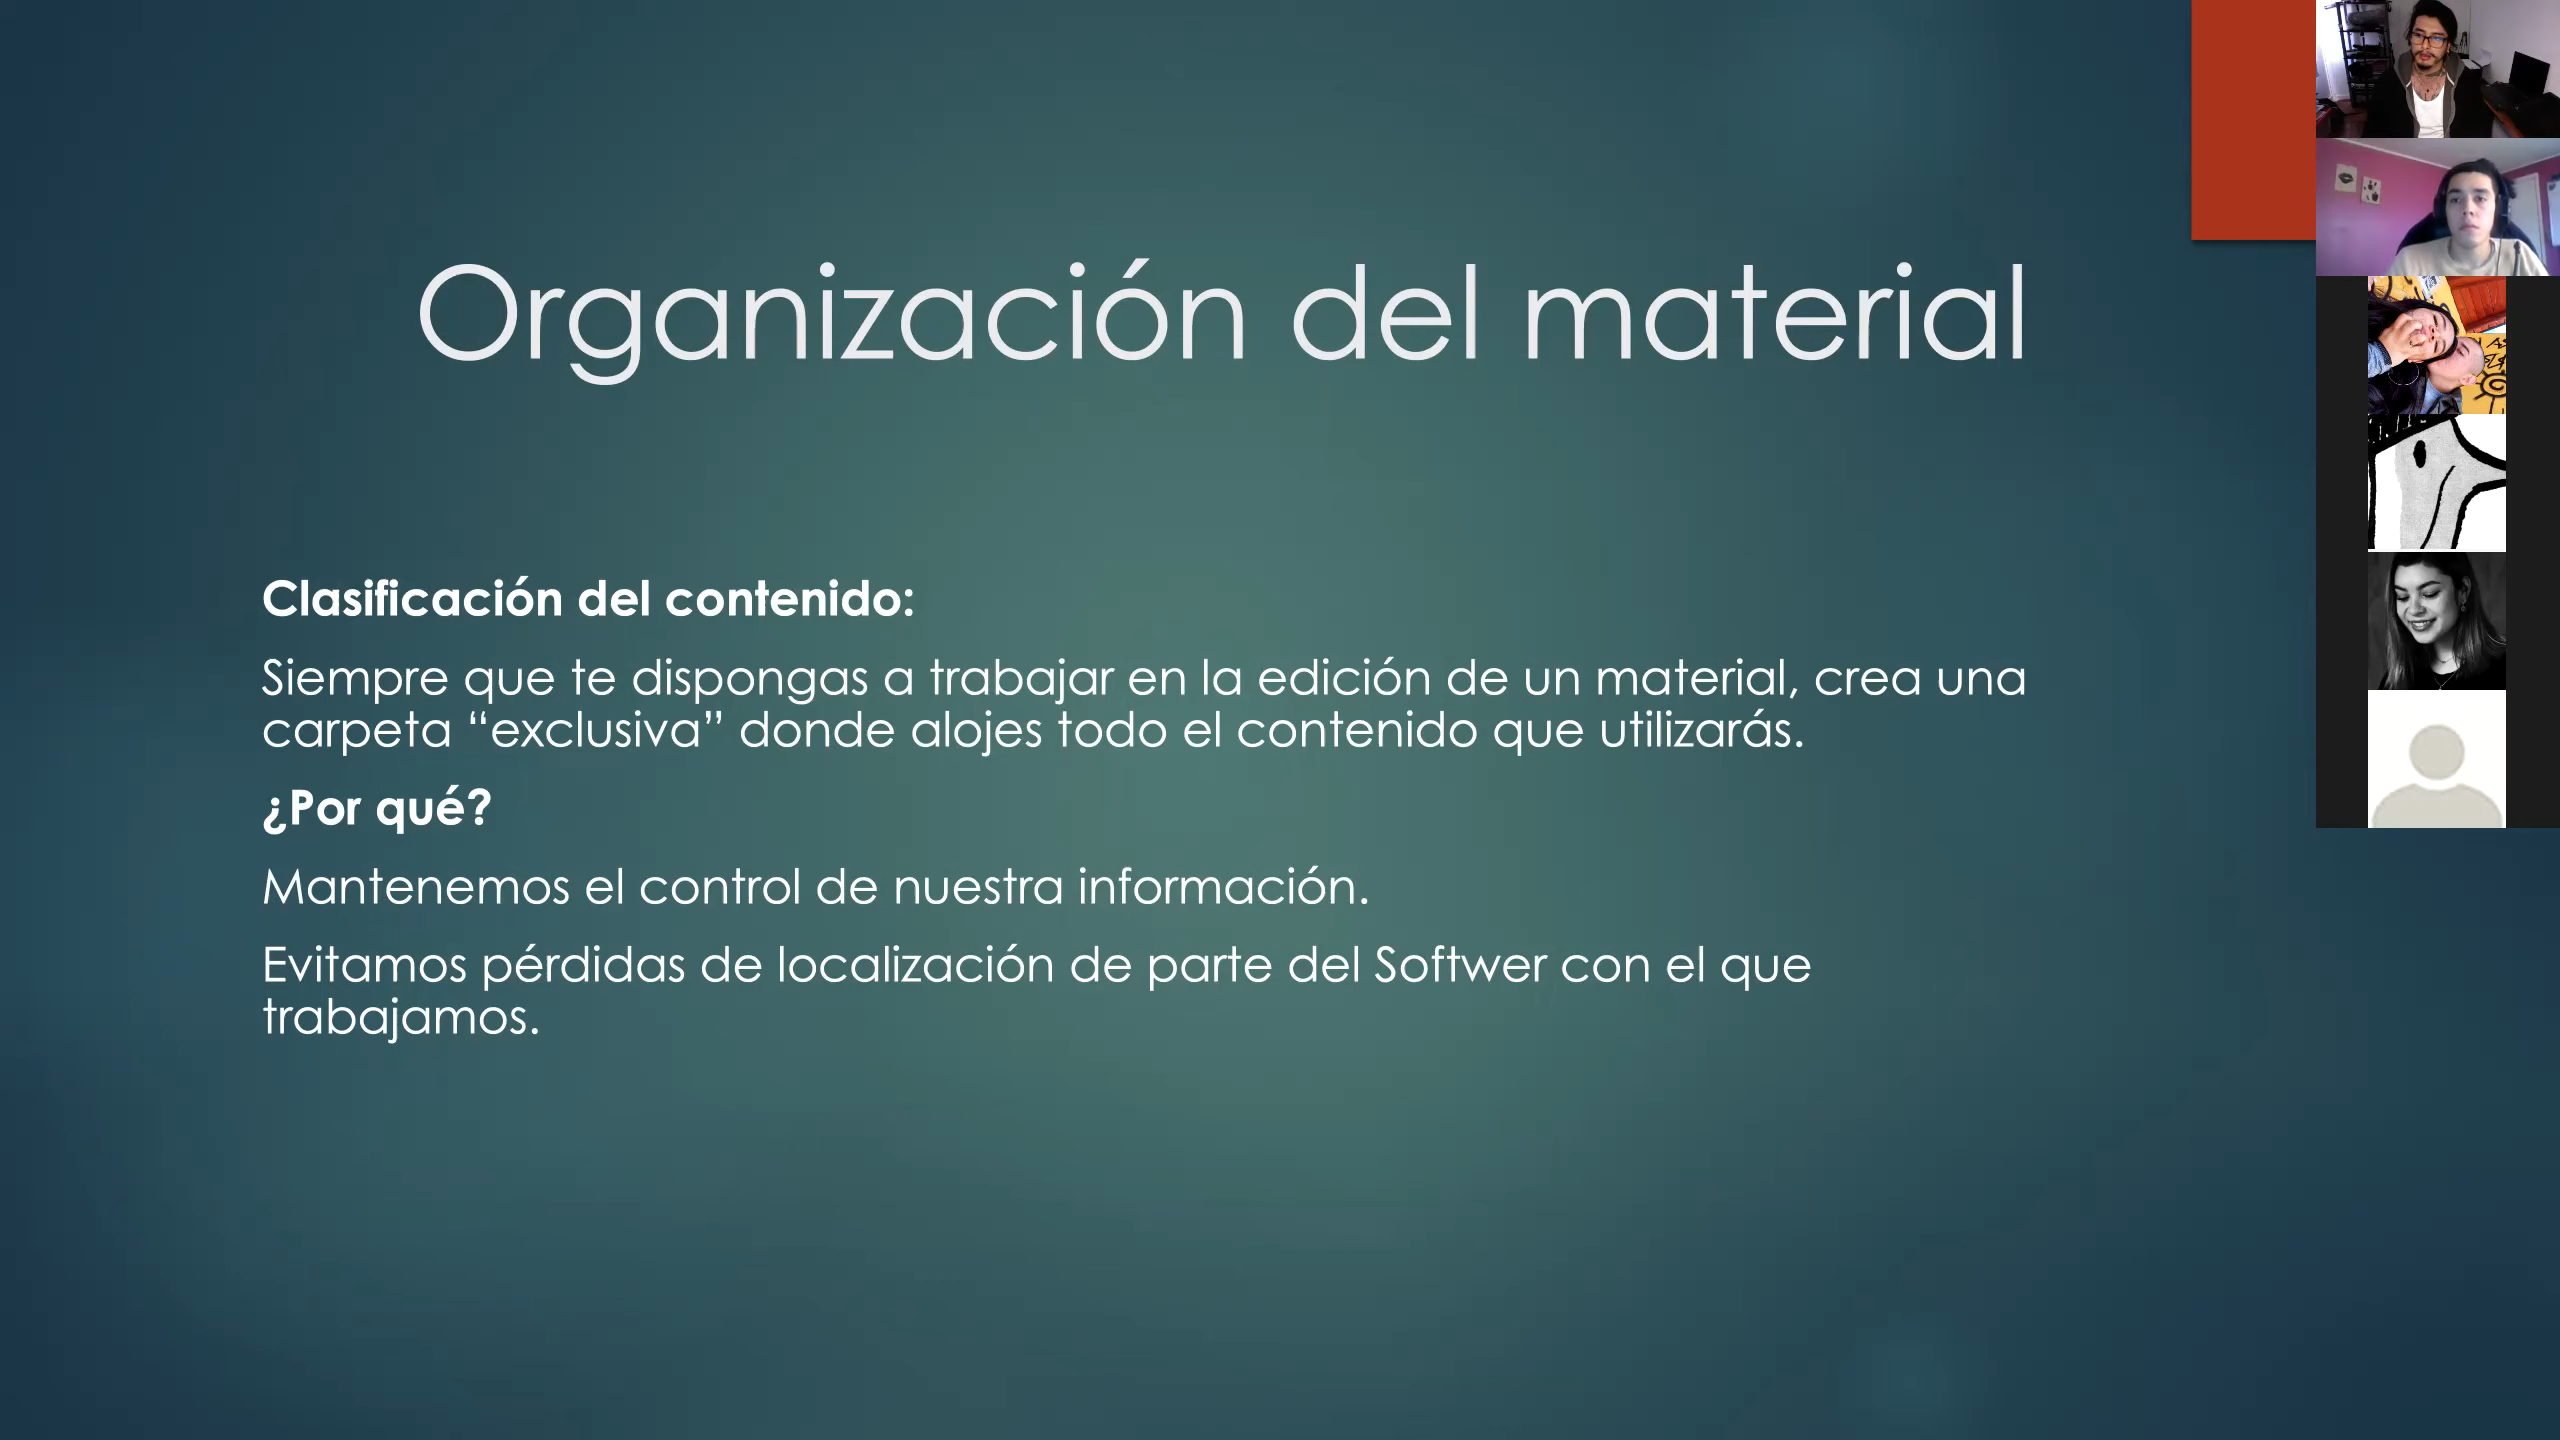 Organización del material
Clasificación del contenido:
Siempre que te dispongas a trabajar en la edición de un material, crea una
carpeta “exclusiva” donde alojes todo el contenido que utilizarás.
¿Por qué?
Mantenemos el control de nuestra información.
Evitamos pérdidas de localización de parte del Softwer con el que
trabajamos.